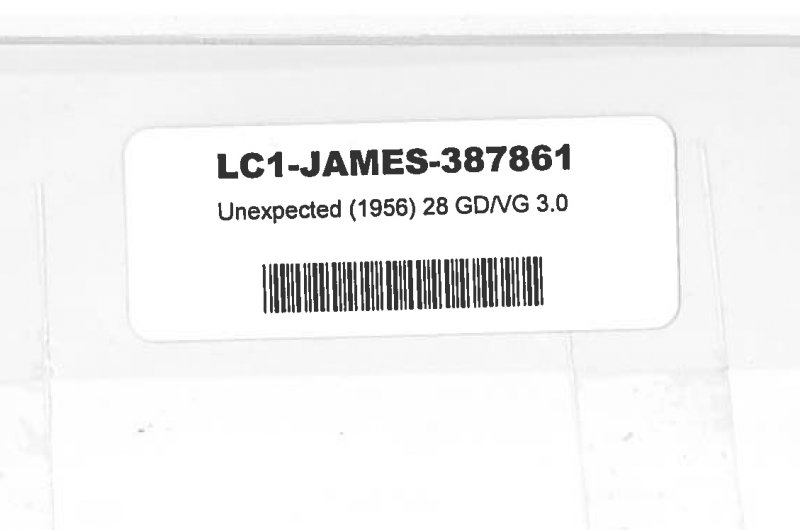 LC1-JAMES-387861
Unexpected (1956) 28 GD/VG 3.0